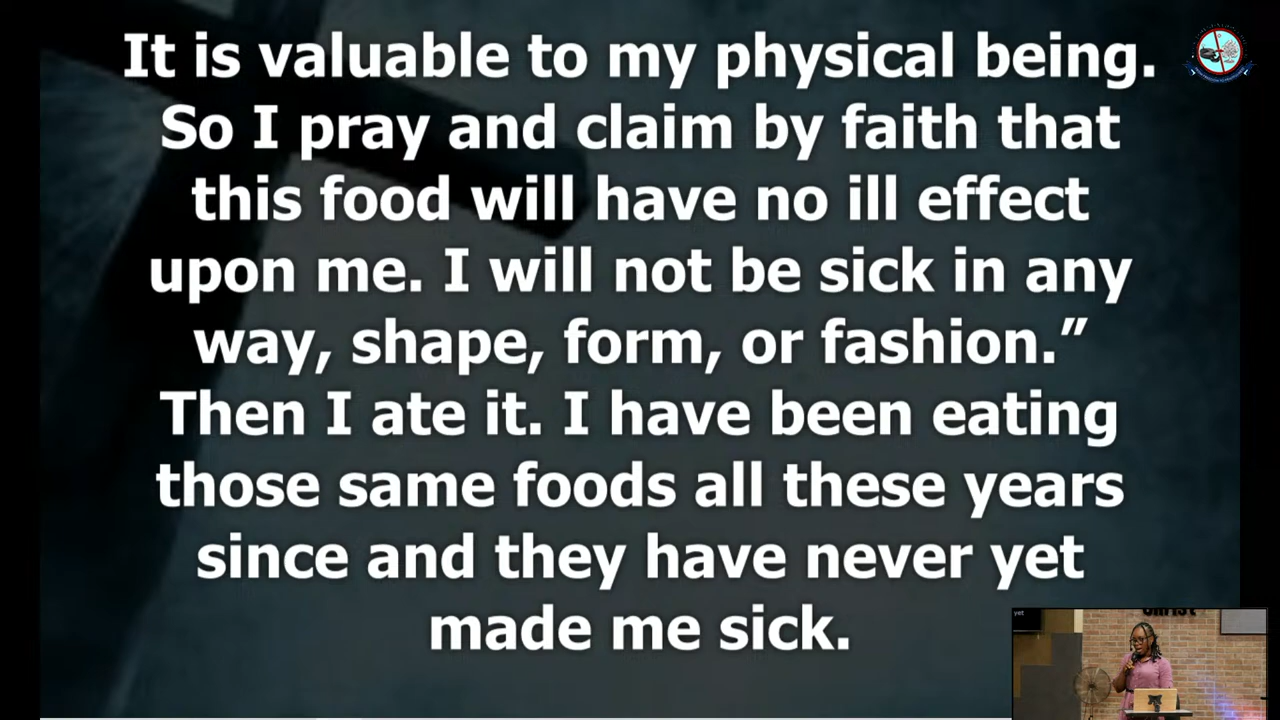 It is valuable to my physical being.
So I pray and claim by faith that
this food will have no ill effect
upon me. I will not be sick in any
way, shape, form, or fashion.”
Then I ate it. I have been eating
those same foods all these years
since and they have never yet
made me sick.
yet